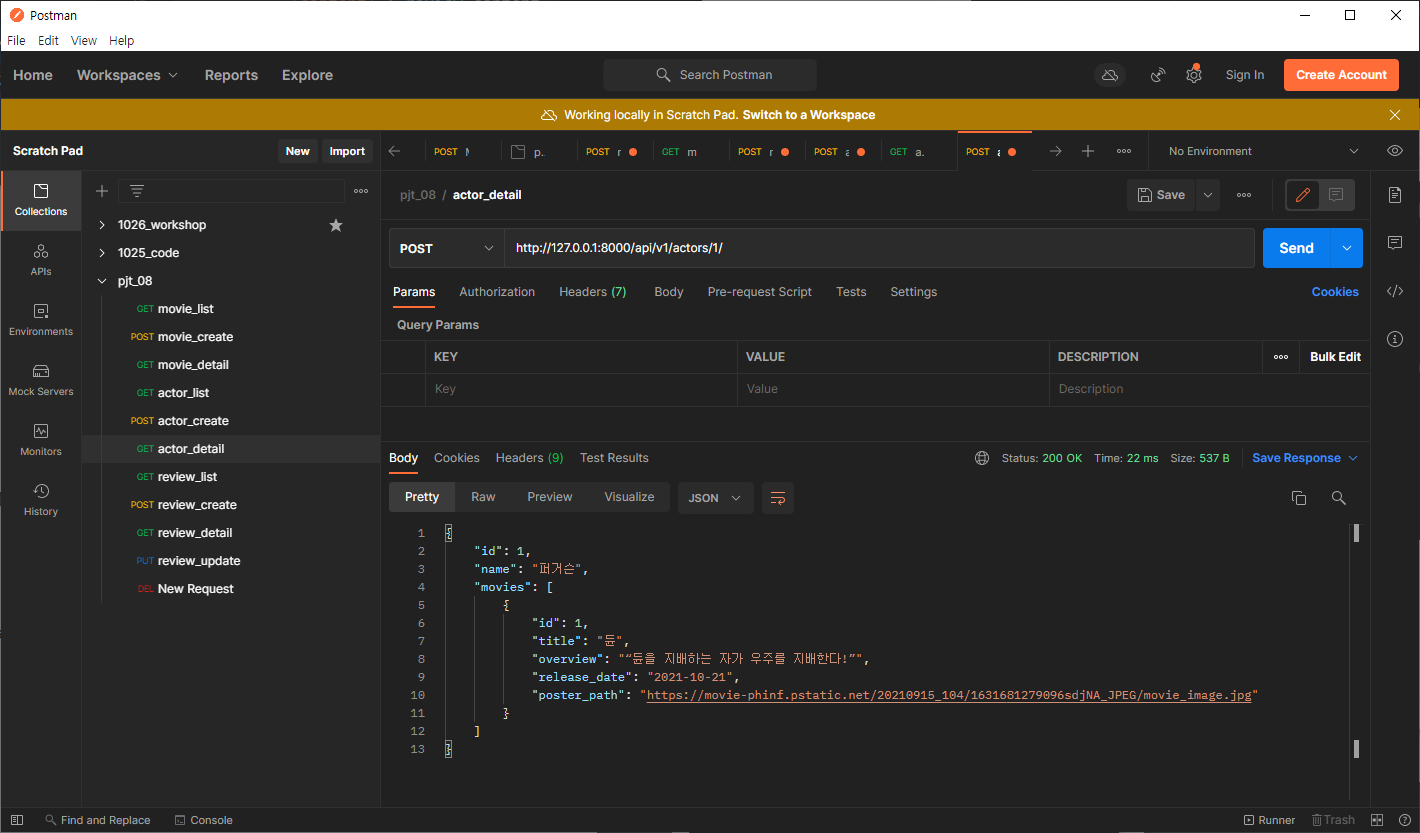 Postman
File Edit View Help
Home Workspaces Reports Explore Search Postman Sign In Create Account
Working locally in Scratch Pad. Switch to a Workspace
Scratch Pad New Import POST p.. POST r GET m POST r POST a GET a. POST a No Environment
pjt_08 / actor_detail Save
Collections
APIs
Environments
Mock Servers
Monitors
History
1026_workshop
1025_code
pjt_08
GET movie_list
POST movie_create
GET movie_detail
GET actor_list
POST actor_create
GET actor_detail
GET review_list
POST review_create
GET review_detail
PUT review_update
DEL New Request
POST http://127.0.0.1:8000/api/v1/actors/1/ Send
Params Authorization Headers (7) Body Pre-request Script Tests Settings Cookies
Query Params
KEY VALUE DESCRIPTION Bulk Edit
Key Value Description
Body Cookies Headers (9) Test Results Status: 200 OK Time: 22 ms Size: 537 B Save Response
Pretty Raw Preview Visualize JSON
1 {
2 "id": 1,
3 "name": "퍼거슨",
4 "movies": [
5 {
6 "id": 1,
7 "title": "듄",
8 "overview": "“듄을 지배하는 자가 우주를 지배한다!”",
9 "release_date": "2021-10-21",
10 "poster_path": "https://movie-phinf.pstatic.net/20210915_104/1631681279096sdjNA_JPEG/movie_image.jpg"
11 }
12 ]
13 }
Find and Replace Console Runner Trash